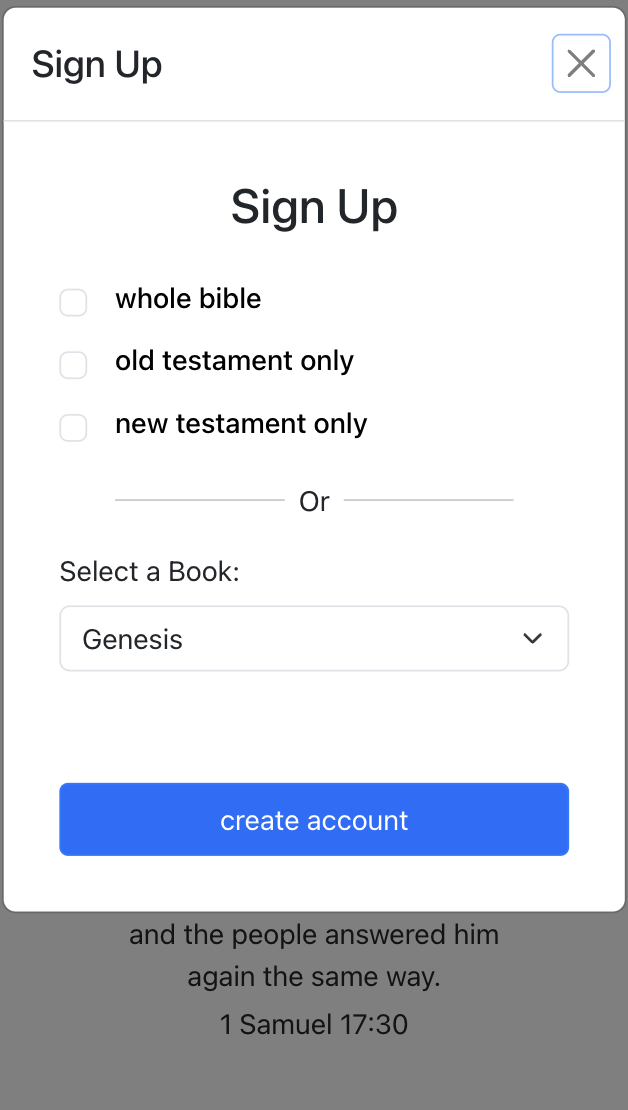 Sign Up
Sign Up
whole bible
old testament only
new testament only
Or
Select a Book:
Genesis
create account
and the people answered him
again the same way.
1 Samuel 17:30